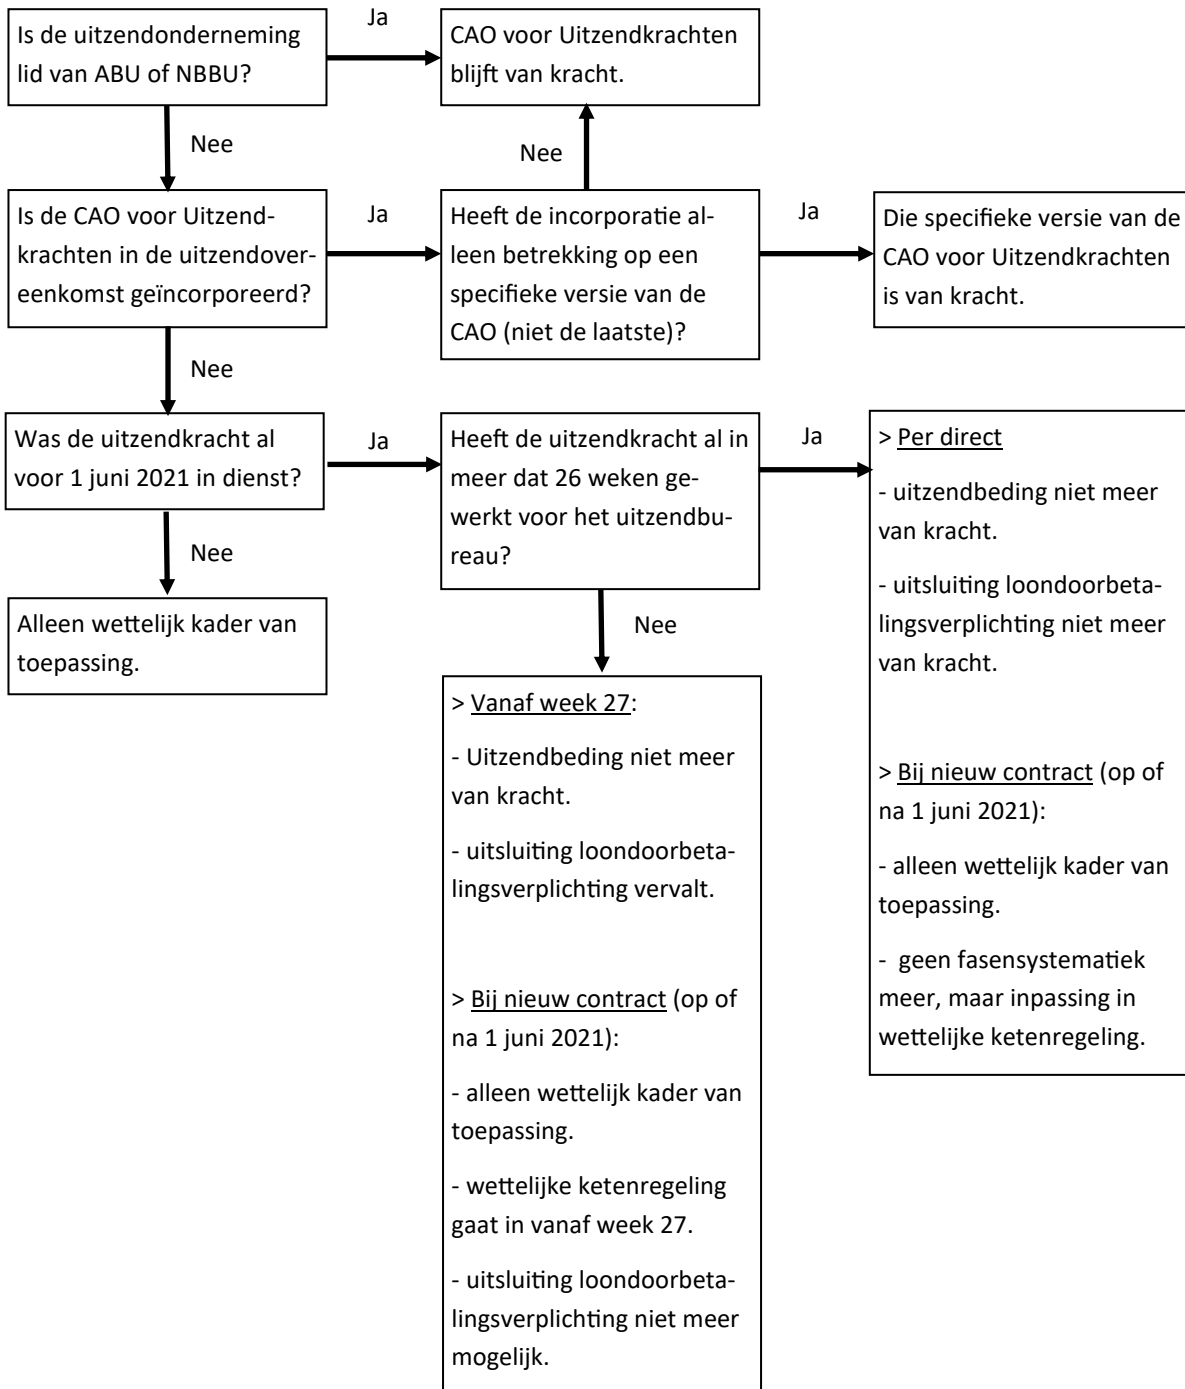 Is de uitzendonderneming
lid van ABU of NBBU?
Ja
CAO voor Uitzendkrachten
blijft van kracht.
Nee
Nee
Is de CAO voor Uitzend-
krachten in de uitzendover-
eenkomst geïncorporeerd?
Ja
Heeft de incorporatie al-
leen betrekking op een
specifieke versie van de
CAO (niet de laatste)?
Ja
Die specifieke versie van de
CAO voor Uitzendkrachten
is van kracht.
Nee
Was de uitzendkracht al
voor 1 juni 2021 in dienst?
Ja
Heeft de uitzendkracht al in
meer dat 26 weken ge-
werkt voor het uitzendbu-
reau?
Ja
> Per direct
- uitzendbeding niet meer
van kracht.
- uitsluiting loondoorbeta-
lingsverplichting niet meer
van kracht.
> Bij nieuw contract (op of
na 1 juni 2021):
- alleen wettelijk kader van
toepassing.
- geen fasensystematiek
meer, maar inpassing in
wettelijke ketenregeling.
Nee
Alleen wettelijk kader van
toepassing.
Nee
> Vanaf week 27:
- Uitzendbeding niet meer
van kracht.
- uitsluiting loondoorbeta-
lingsverplichting vervalt.
> Bij nieuw contract (op of
na 1 juni 2021):
- alleen wettelijk kader van
toepassing.
- wettelijke ketenregeling
gaat in vanaf week 27.
- uitsluiting loondoorbeta-
lingsverplichting niet meer
mogelijk.